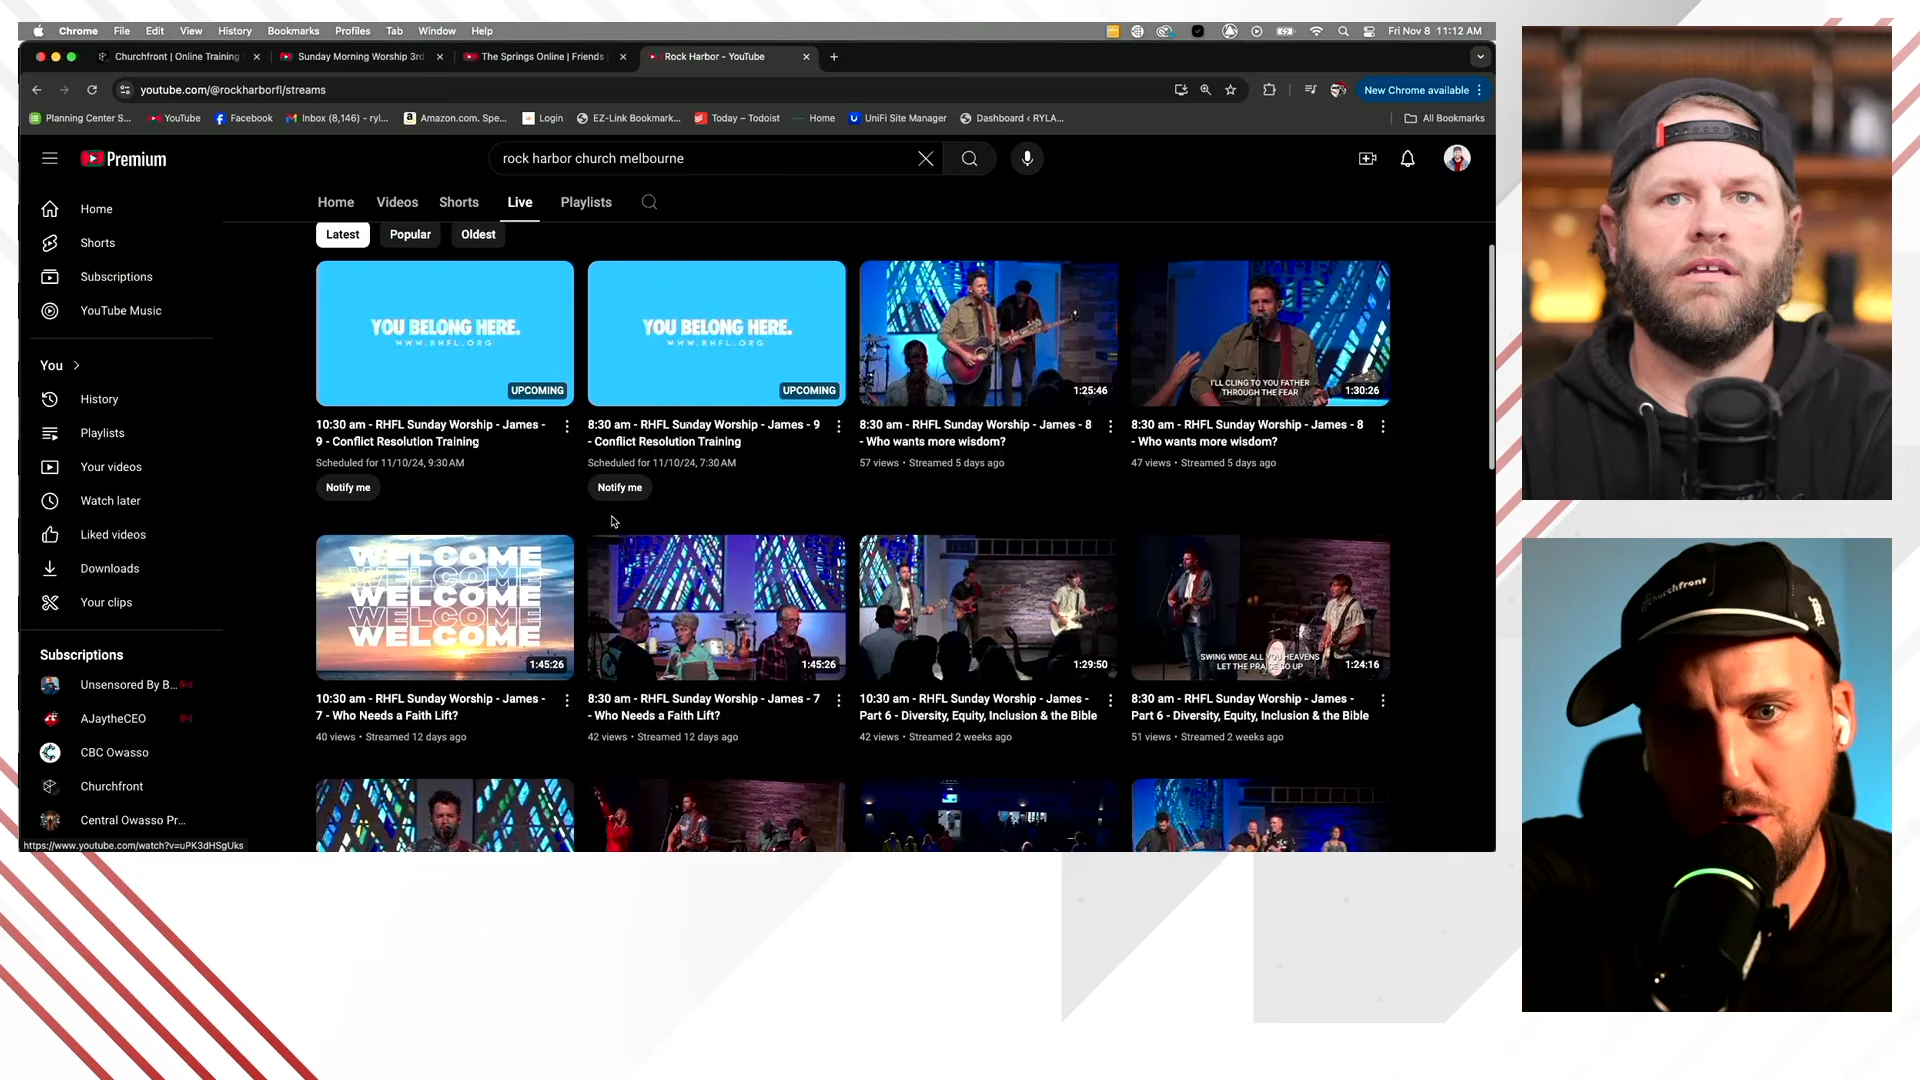 Chrome File Edit View History Bookmarks Profiles Tab Window Help Fri Nov 8 11:12 AM
Churchfront | Online Training Sunday Morning Worship 3rd The Springs Online | Friends Rock Harbor - YouTube
youtube.com/@rockharborfl/streams New Chrome available
Planning Center S... YouTube Facebook Inbox (8,146) - ryl... Amazon.com. Spe... Login EZ-Link Bookmark... Today – Todoist Home UniFi Site Manager Dashboard ‹ RYLA... All Bookmarks
Premium
rock harbor church melbourne
Home Videos Shorts Live Playlists
Latest Popular Oldest
Home
Shorts
Subscriptions
YouTube Music
You
History
Playlists
Your videos
Watch later
Liked videos
Downloads
Your clips
Subscriptions
Unsensored By B...
AJaytheCEO
CBC Owasso
Churchfront
Central Owasso Pr...
https://www.youtube.com/watch?v=uPK3dHSgUks
YOU BELONG HERE.
WWW.RHFL.ORG
UPCOMING
10:30 am - RHFL Sunday Worship - James -
9 - Conflict Resolution Training
Scheduled for 11/10/24, 9:30 AM
Notify me
YOU BELONG HERE.
WWW.RHFL.ORG
UPCOMING
8:30 am - RHFL Sunday Worship - James - 9
- Conflict Resolution Training
Scheduled for 11/10/24, 7:30 AM
Notify me
1:25:46
8:30 am - RHFL Sunday Worship - James - 8
- Who wants more wisdom?
57 views • Streamed 5 days ago
I'LL CLING TO YOU FATHER
THROUGH THE FEAR
1:30:26
8:30 am - RHFL Sunday Worship - James - 8
- Who wants more wisdom?
47 views • Streamed 5 days ago
WELCOME
WELCOME
WELCOME
WELCOME
WELCOME
1:45:26
10:30 am - RHFL Sunday Worship - James -
7 - Who Needs a Faith Lift?
40 views • Streamed 12 days ago
1:45:26
8:30 am - RHFL Sunday Worship - James - 7
- Who Needs a Faith Lift?
42 views • Streamed 12 days ago
1:29:50
10:30 am - RHFL Sunday Worship - James -
Part 6 - Diversity, Equity, Inclusion & the Bible
42 views • Streamed 2 weeks ago
SWING WIDE ALL YOU HEAVENS
LET THE PRAISE GO UP
1:24:16
8:30 am - RHFL Sunday Worship - James -
Part 6 - Diversity, Equity, Inclusion & the Bible
51 views • Streamed 2 weeks ago
churchfront